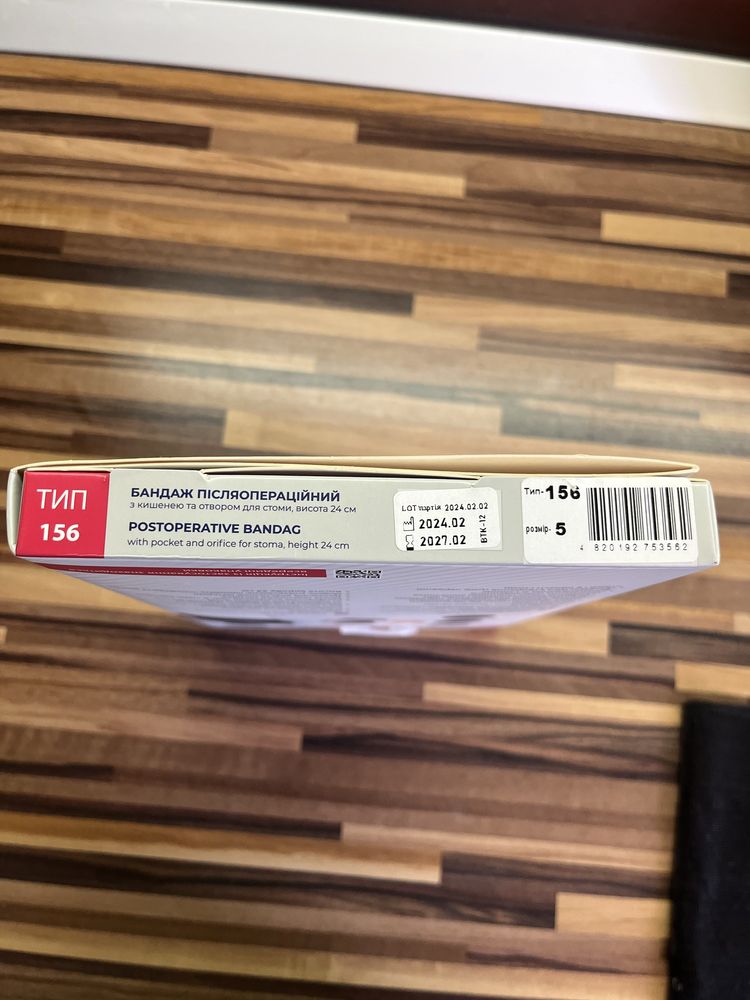 ТИП
156
БАНДАЖ ПІСЛЯОПЕРАЦІЙНИЙ
з кишенею та отвором для стоми, висота 24 см
POSTOPERATIVE BANDAG
with pocket and orifice for stoma, height 24 cm
LOT партія 2024.02.02
2024.02
2027.02
ВТК-12
Тип-156
розмір- 5
4 820192 753562